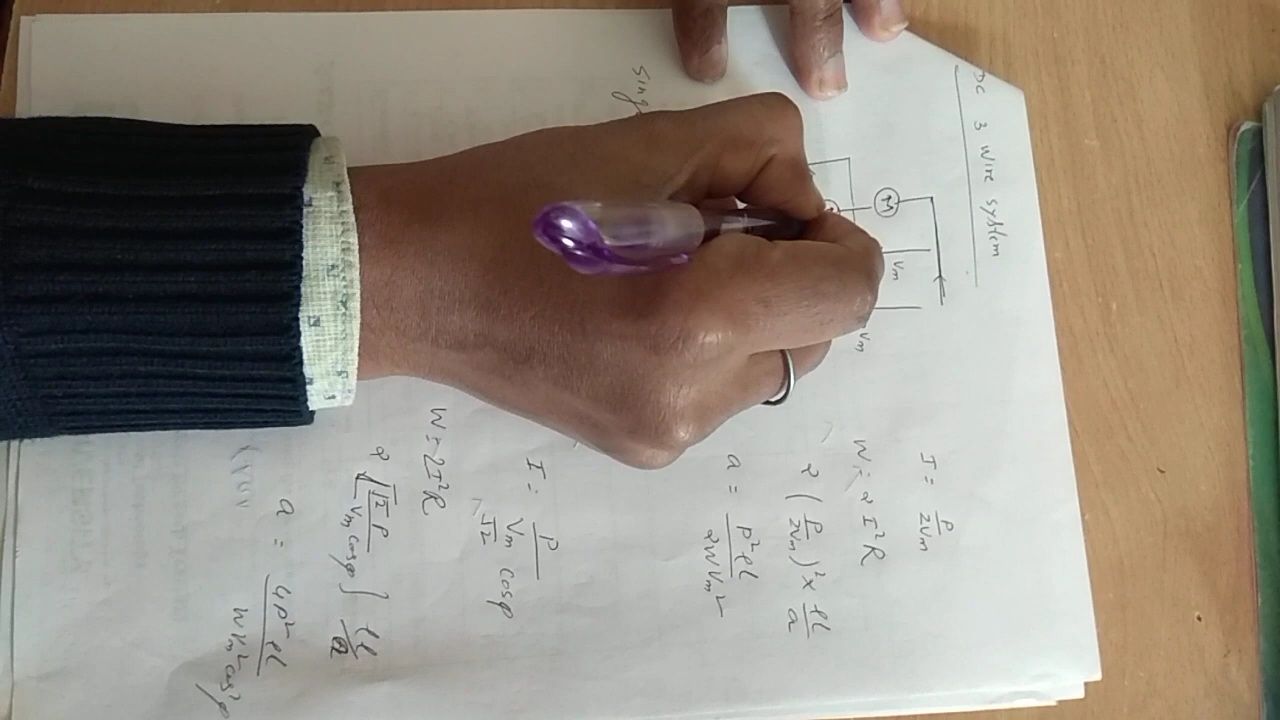 DC 3 wire system
M
Vm
Vm
I = P/2Vm
W = 2I²R
2 (P/2Vm)² × ρl/a
a = P²ρl/2WVm²
Sing
I = P/Vm/√2 cosφ
W = 2I²R
2 {√2 P/Vm cosφ} ρl/a
a = 4P²ρl/WVm²cos²φ